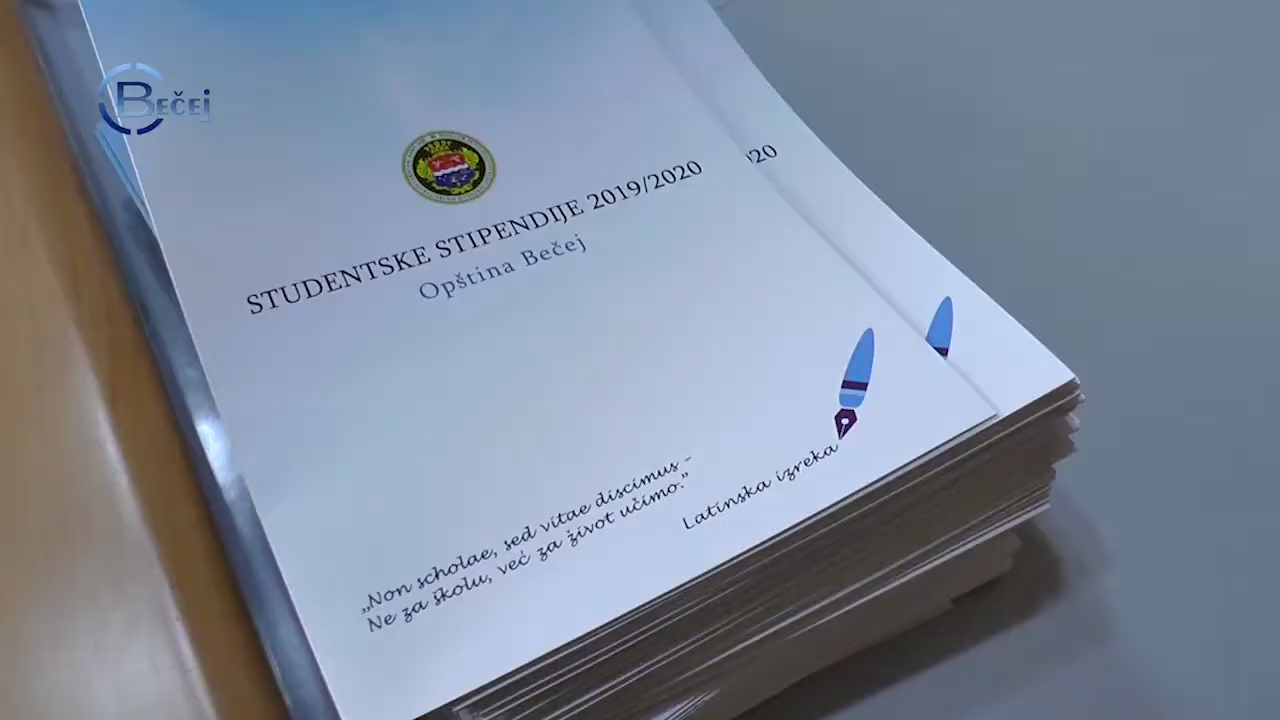 BEČEJ
STUDENTSKE STIPENDIJE 2019/2020
Opština Bečej
„Non scholae, sed vitae discimus -
Ne za školu, već za život učimo.”
Latinska izreka
020